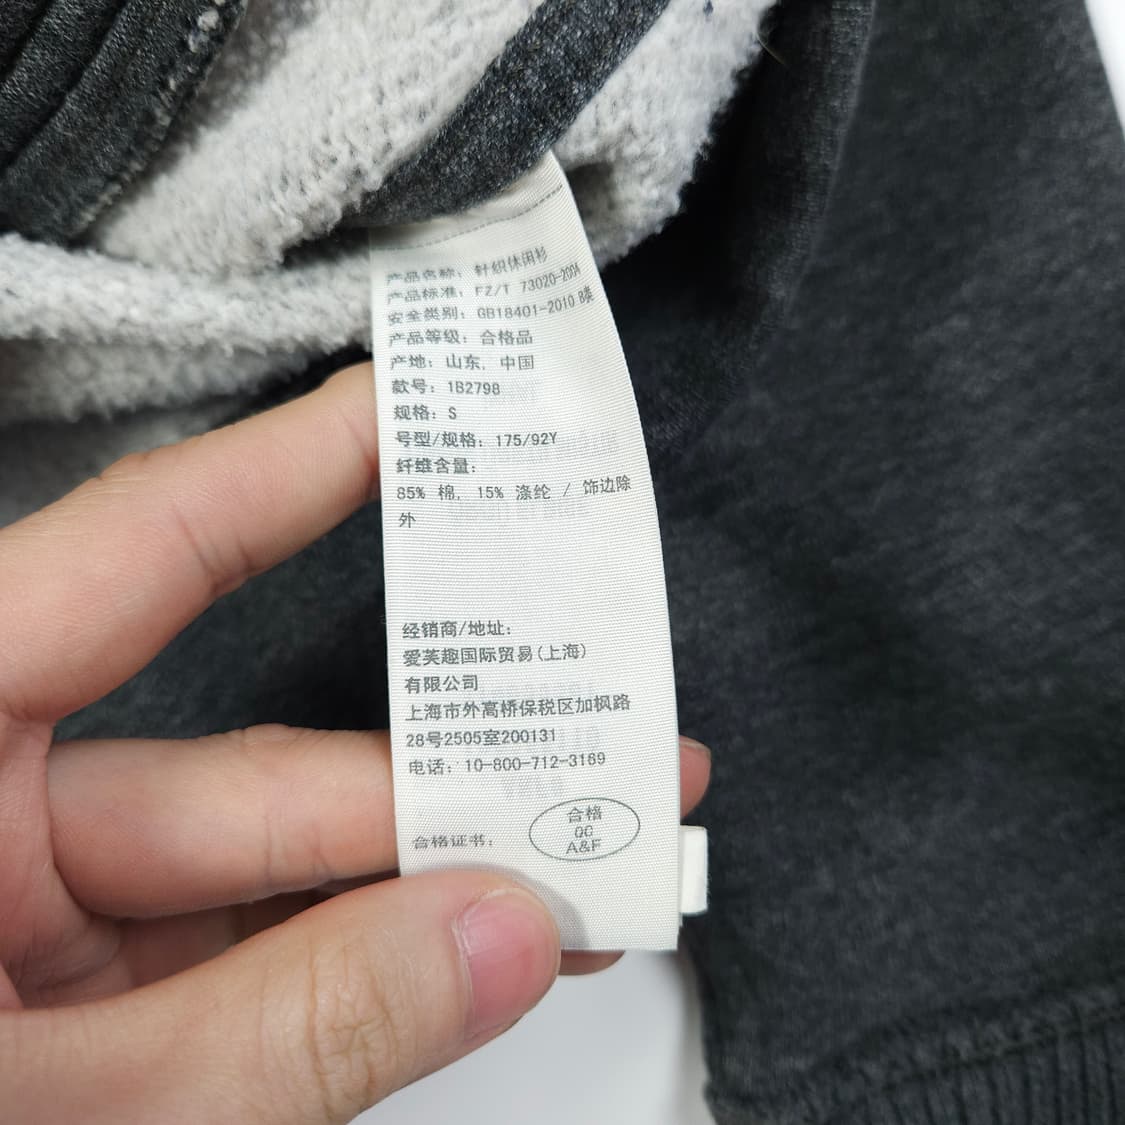 产品名称: 针织休闲衫
产品标准: FZ/T 73020-2004
安全类别: GB18401-2010 B类
产品等级: 合格品
产地: 山东, 中国
款号: 1B2798
规格: S
号型/规格: 175/92Y
纤维含量:
85% 棉, 15% 涤纶 / 饰边除
外
经销商/地址:
爱芙趣国际贸易(上海)
有限公司
上海市外高桥保税区加枫路
28号2505室200131
电话: 10-800-712-3169
合格证书:
合格
QC
A&F